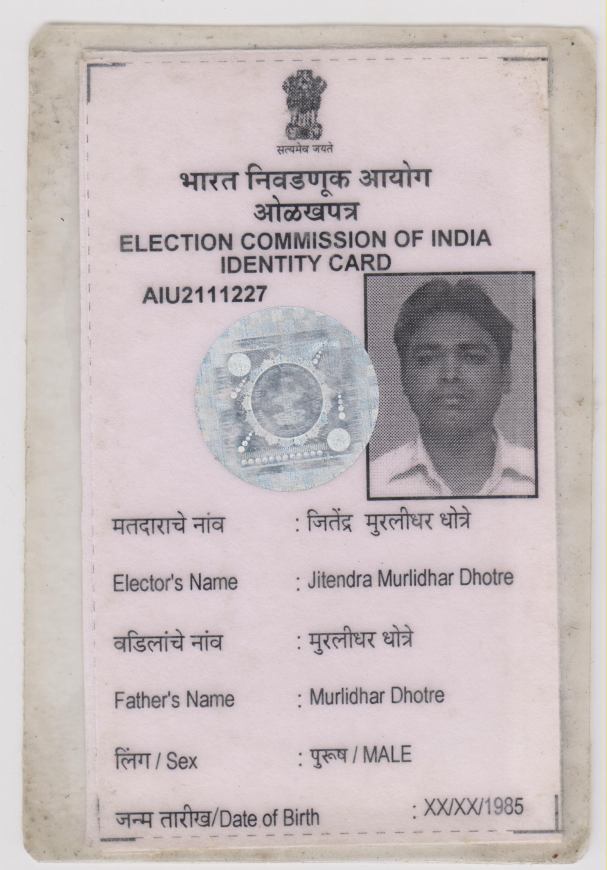 सत्यमेव जयते
भारत निवडणूक आयोग
ओळखपत्र
ELECTION COMMISSION OF INDIA
IDENTITY CARD
AIU2111227
मतदाराचे नांव : जितेंद्र मुरलीधर धोत्रे
Elector's Name : Jitendra Murlidhar Dhotre
वडिलांचे नांव : मुरलीधर धोत्रे
Father's Name : Murlidhar Dhotre
लिंग / Sex : पुरूष / MALE
जन्म तारीख/Date of Birth : XX/XX/1985